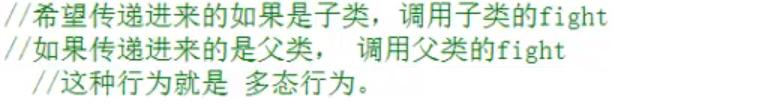 //希望传递进来的如果是子类，调用子类的fight
//如果传递进来的是父类， 调用父类的fight
//这种行为就是 多态行为。